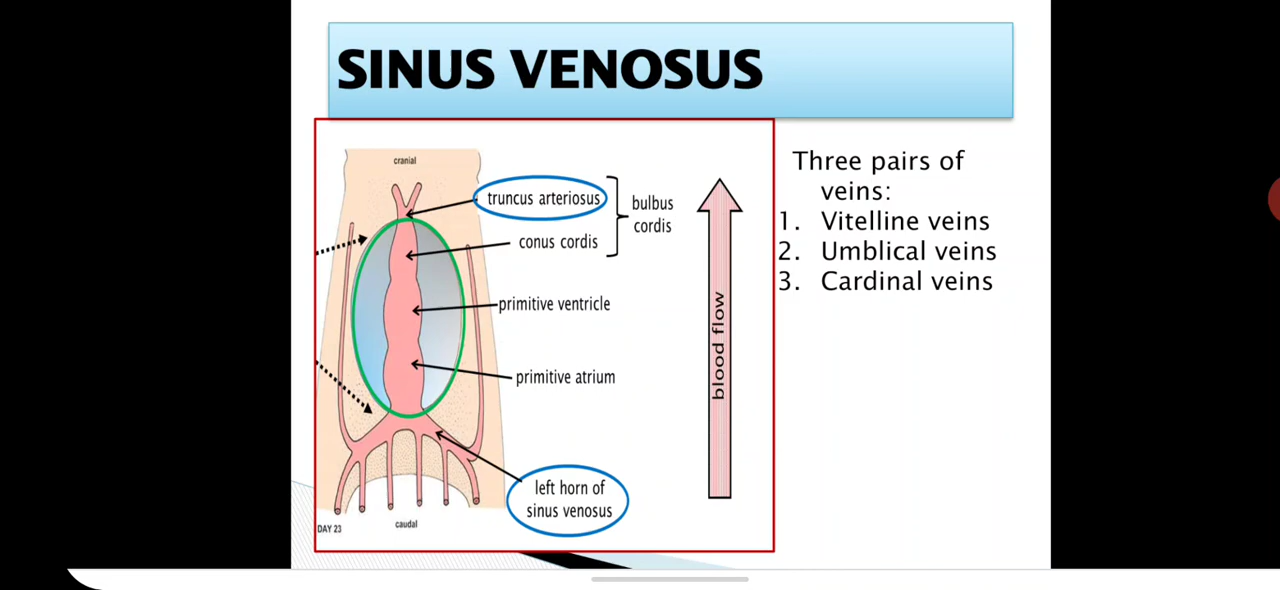 SINUS VENOSUS
cranial
truncus arteriosus
bulbus
cordis
conus cordis
primitive ventricle
primitive atrium
left horn of
sinus venosus
DAY 23
caudal
blood flow
Three pairs of
veins:
1. Vitelline veins
2. Umblical veins
3. Cardinal veins